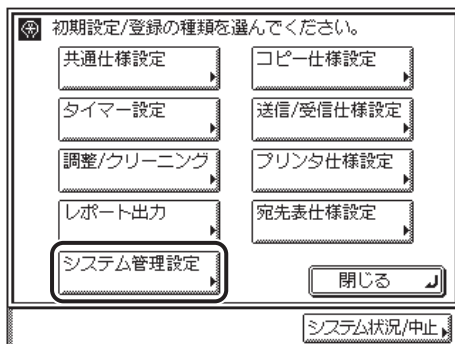 初期設定/登録の種類を選んでください。
共通仕様設定
コピー仕様設定
タイマー設定
送信/受信仕様設定
調整/クリーニング
プリンタ仕様設定
レポート出力
宛先表仕様設定
システム管理設定
閉じる
システム状況/中止